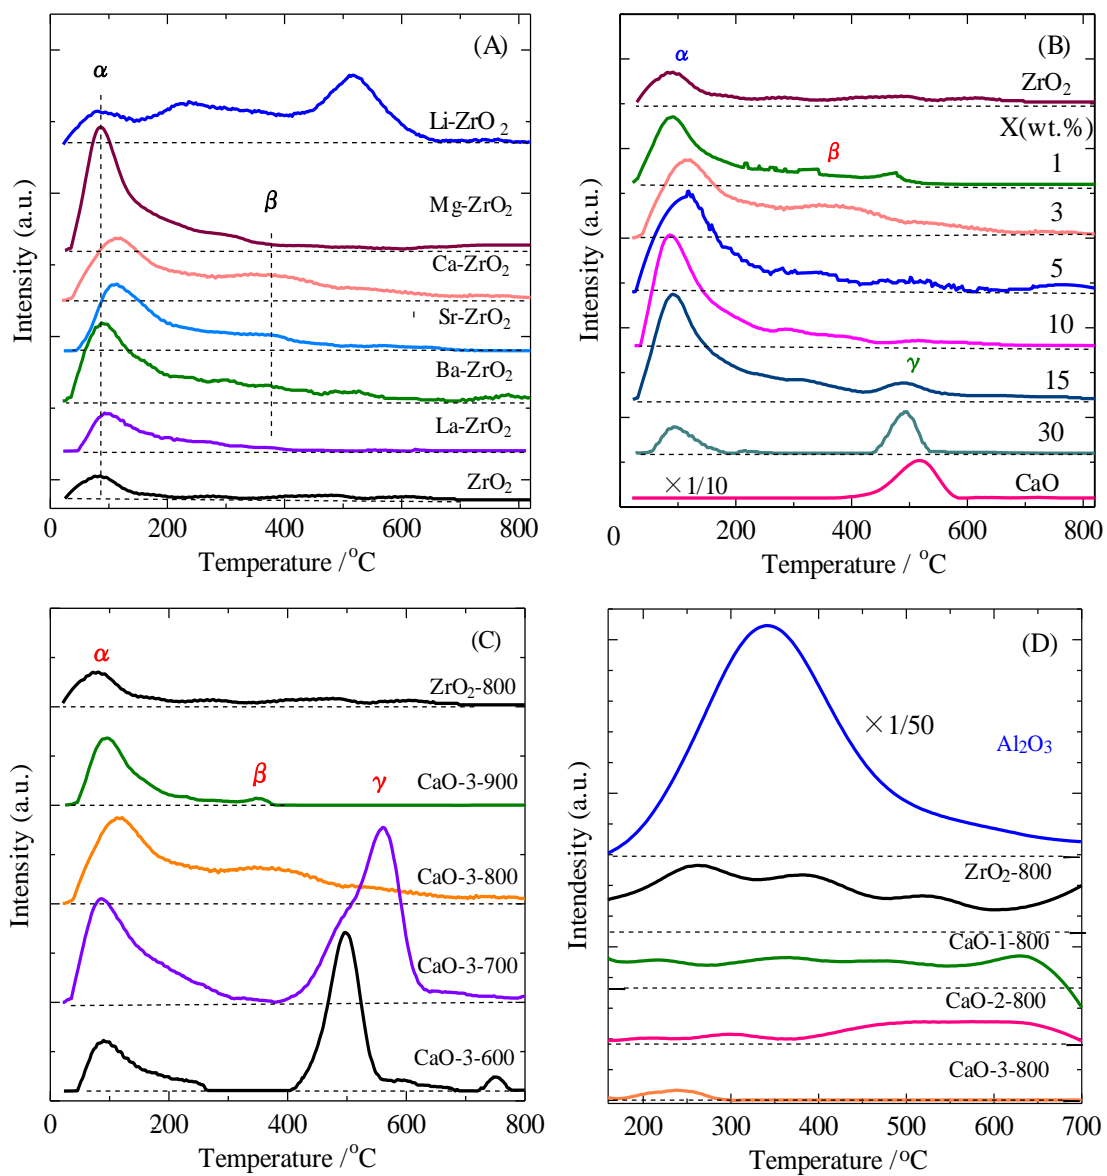 (A)
α
β
Li-ZrO₂
Mg-ZrO₂
Ca-ZrO₂
Sr-ZrO₂
Ba-ZrO₂
La-ZrO₂
ZrO₂
Intensity (a.u.)
0 200 400 600 800
Temperature /°C
(B)
α
ZrO₂
X(wt.%)
β
1
3
5
10
γ
15
30
×1/10
CaO
Intensity (a.u.)
0 200 400 600 800
Temperature / °C
(C)
α
ZrO₂-800
β
γ
CaO-3-900
CaO-3-800
CaO-3-700
CaO-3-600
Intensity (a.u.)
0 200 400 600 800
Temperature /°C
(D)
×1/50
Al₂O₃
ZrO₂-800
CaO-1-800
CaO-2-800
CaO-3-800
Intendesity (a.u.)
200 300 400 500 600 700
Temperature/°C